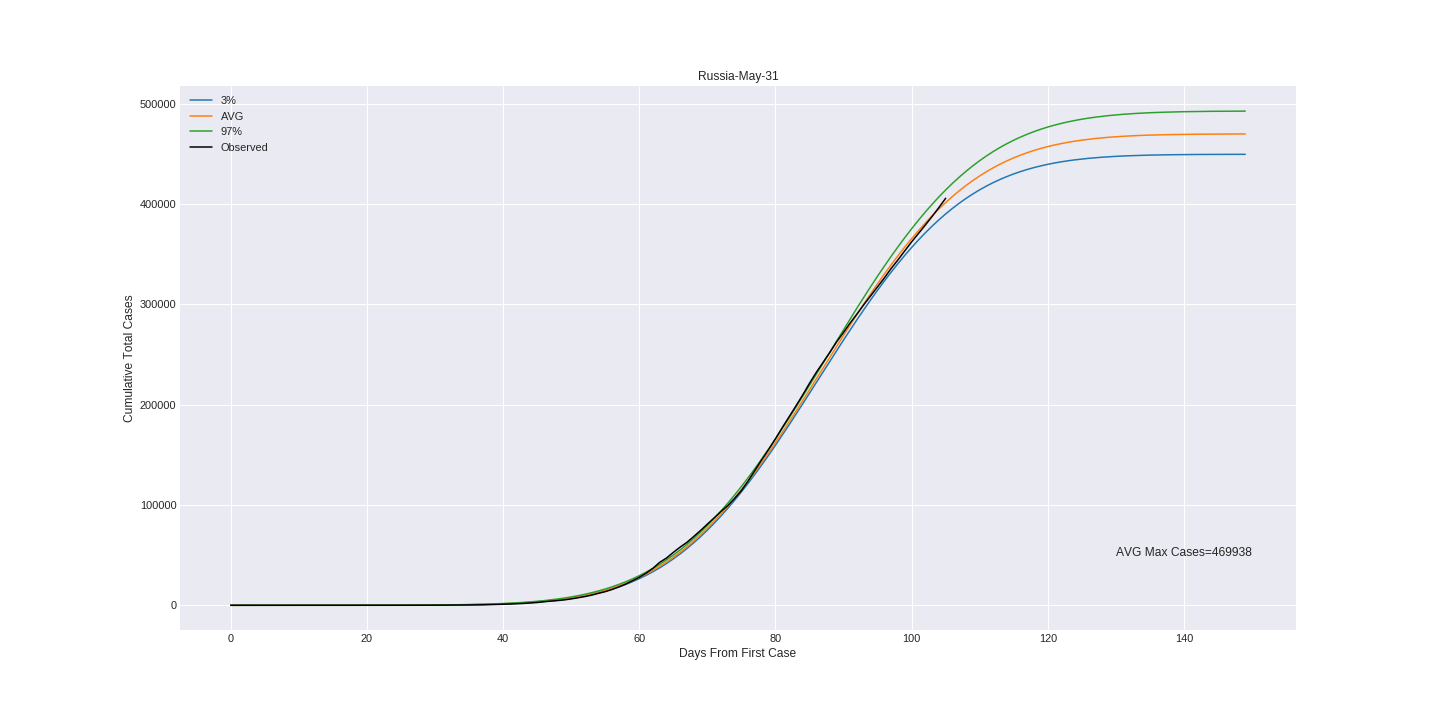 Russia-May-31
3%
AVG
97%
Observed
500000
400000
300000
200000
100000
0
Cumulative Total Cases
AVG Max Cases=469938
0 20 40 60 80 100 120 140
Days From First Case